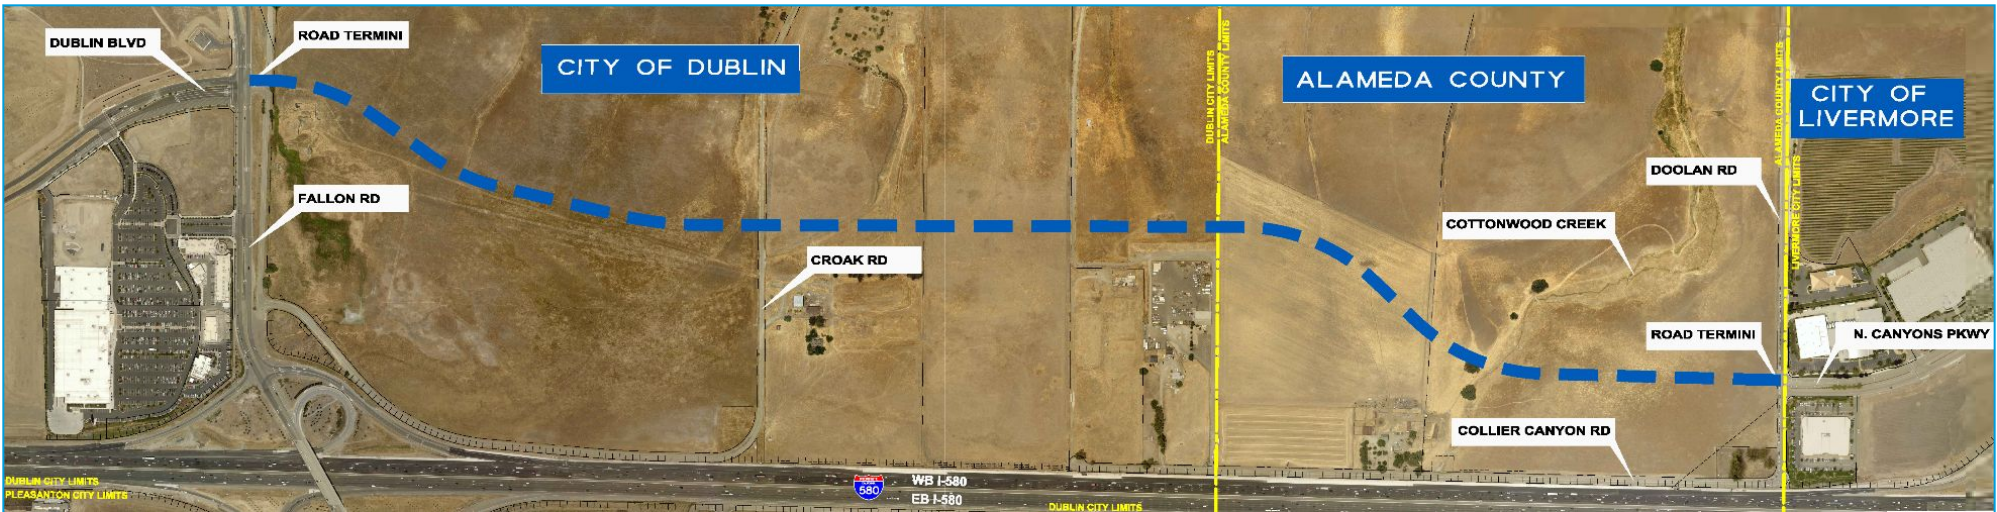 DUBLIN BLVD
ROAD TERMINI
CITY OF DUBLIN
DUBLIN CITY LIMITS
ALAMEDA COUNTY LIMITS
ALAMEDA COUNTY
ALAMEDA COUNTY LIMITS
LIVERMORE CITY LIMITS
CITY OF
LIVERMORE
FALLON RD
DOOLAN RD
COTTONWOOD CREEK
CROAK RD
ROAD TERMINI
N. CANYONS PKWY
COLLIER CANYON RD
DUBLIN CITY LIMITS
PLEASANTON CITY LIMITS
580
WB I-580
EB I-580
DUBLIN CITY LIMITS